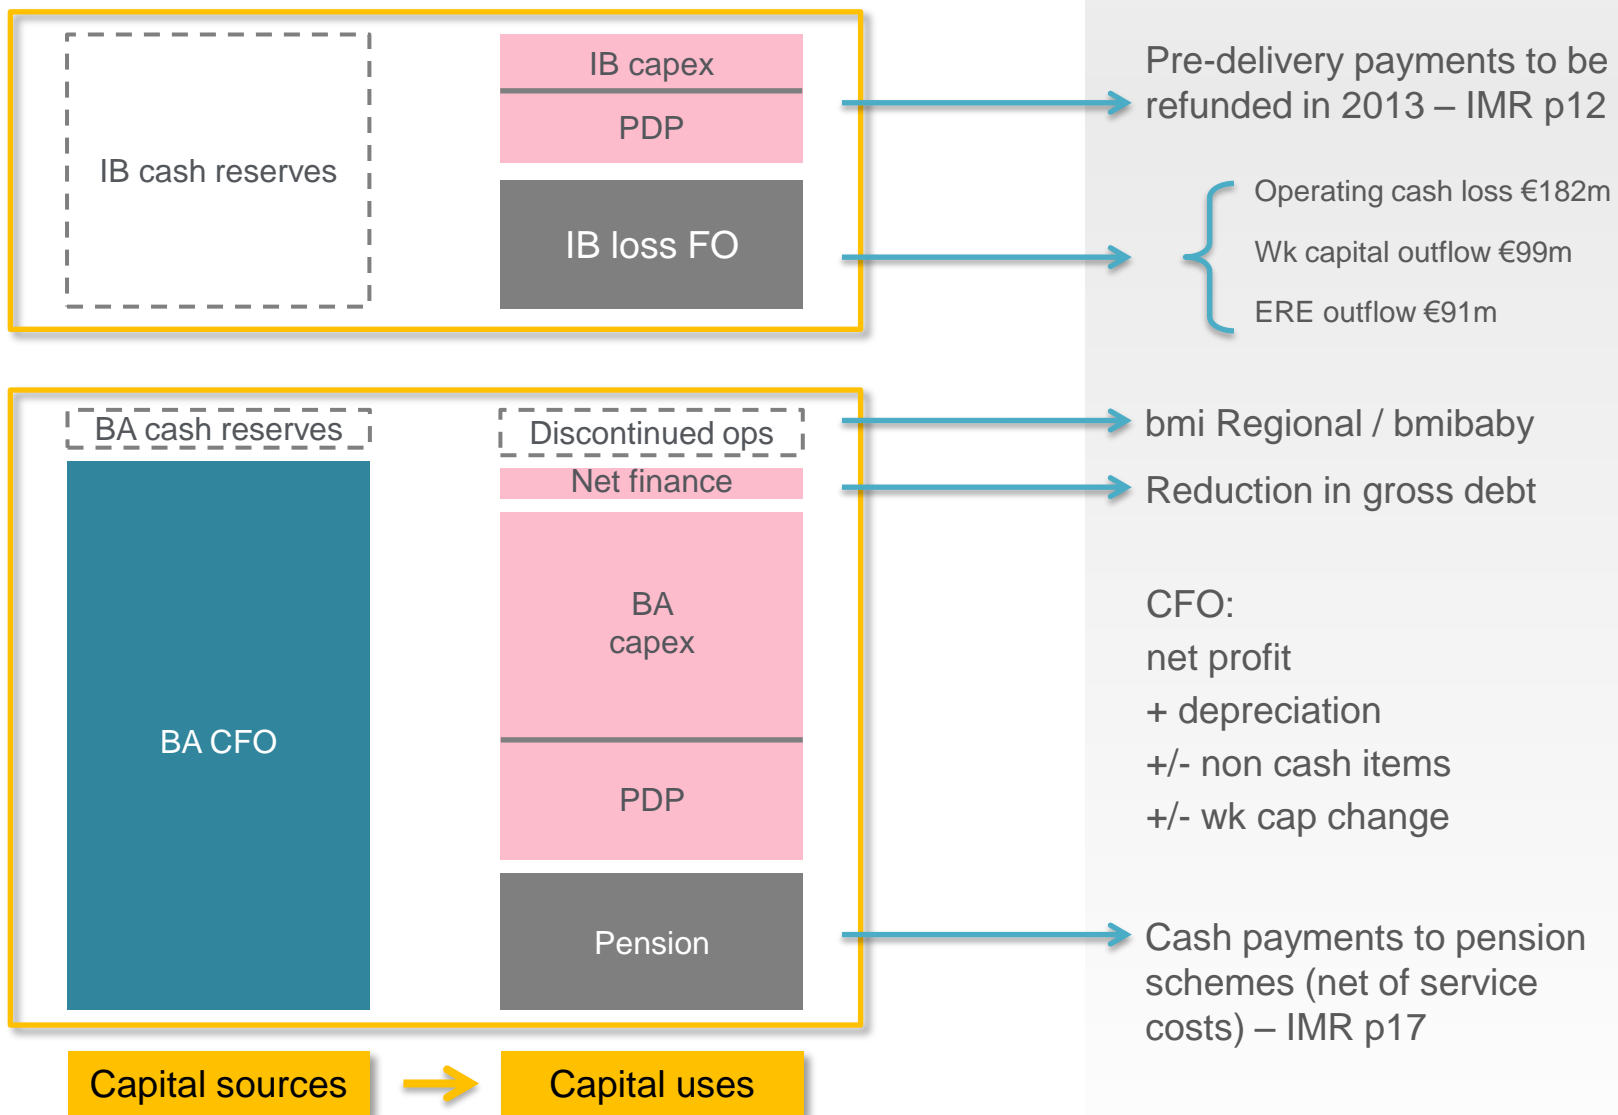 IB cash reserves
IB capex
PDP
IB loss FO
Pre-delivery payments to be
refunded in 2013 – IMR p12
Operating cash loss €182m
Wk capital outflow €99m
ERE outflow €91m
BA cash reserves
BA CFO
Discontinued ops
Net finance
BA
capex
PDP
Pension
bmi Regional / bmibaby
Reduction in gross debt
CFO:
net profit
+ depreciation
+/- non cash items
+/- wk cap change
Cash payments to pension
schemes (net of service
costs) – IMR p17
Capital sources
Capital uses